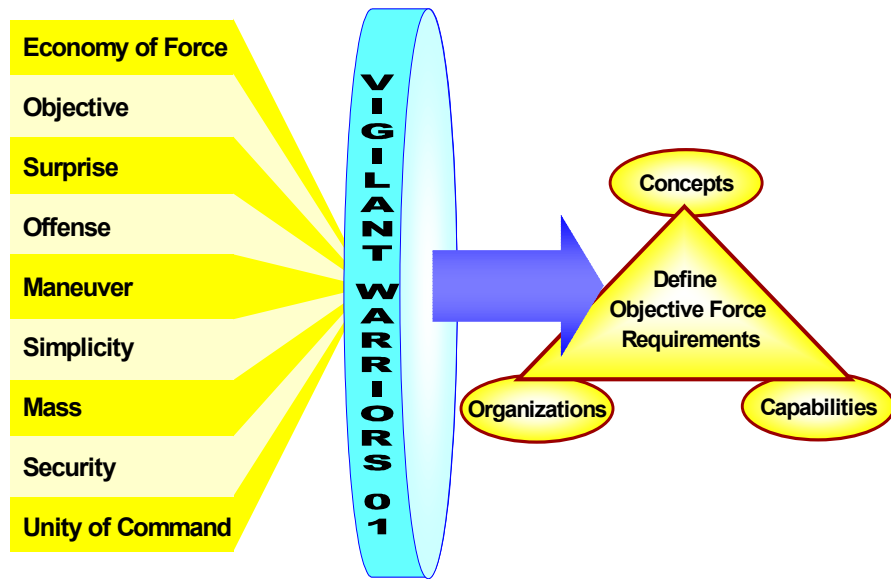 Economy of Force
Objective
Surprise
Offense
Maneuver
Simplicity
Mass
Security
Unity of Command
VIGILANT WARRIORS 01
Concepts
Define
Objective Force
Requirements
Organizations
Capabilities